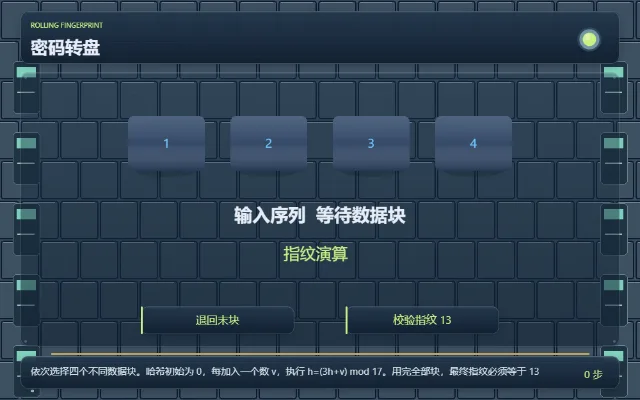 ROLLING FINGERPRINT
密码转盘
1 2 3 4
输入序列 等待数据块
指纹演算
退回末块 校验指纹 13
依次选择四个不同数据块。哈希初始为 0，每加入一个数 v，执行 h=(3h+v) mod 17。用完全部块，最终指纹必须等于 13
0 步